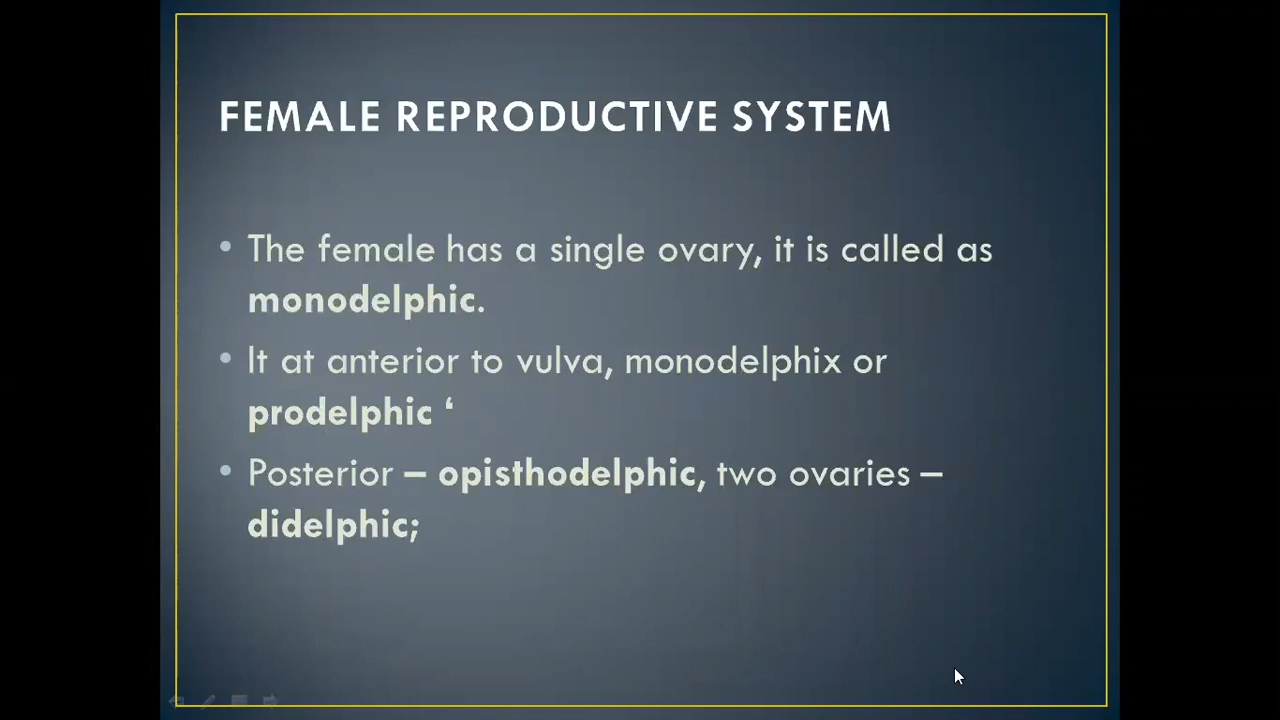 FEMALE REPRODUCTIVE SYSTEM
• The female has a single ovary, it is called as
monodelphic.
• It at anterior to vulva, monodelphix or
prodelphic ‘
• Posterior – opisthodelphic, two ovaries –
didelphic;